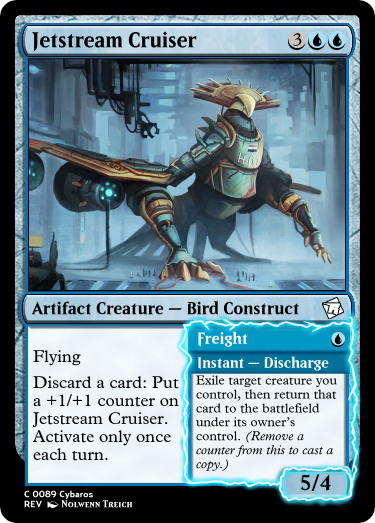 Jetstream Cruiser 3
Artifact Creature — Bird Construct
Flying
Discard a card: Put
a +1/+1 counter on
Jetstream Cruiser.
Activate only once
each turn.
Freight
Instant — Discharge
Exile target creature you
control, then return that
card to the battlefield
under its owner's
control. (Remove a
counter from this to cast a
copy.)
5/4
C 0089 Cybaros
REV Nolwenn Treich